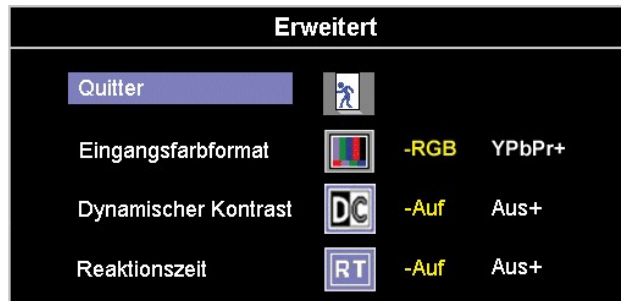 Erweitert
Quitter
Eingangsfarbformat -RGB YPbPr+
Dynamischer Kontrast DC -Auf Aus+
Reaktionszeit RT -Auf Aus+